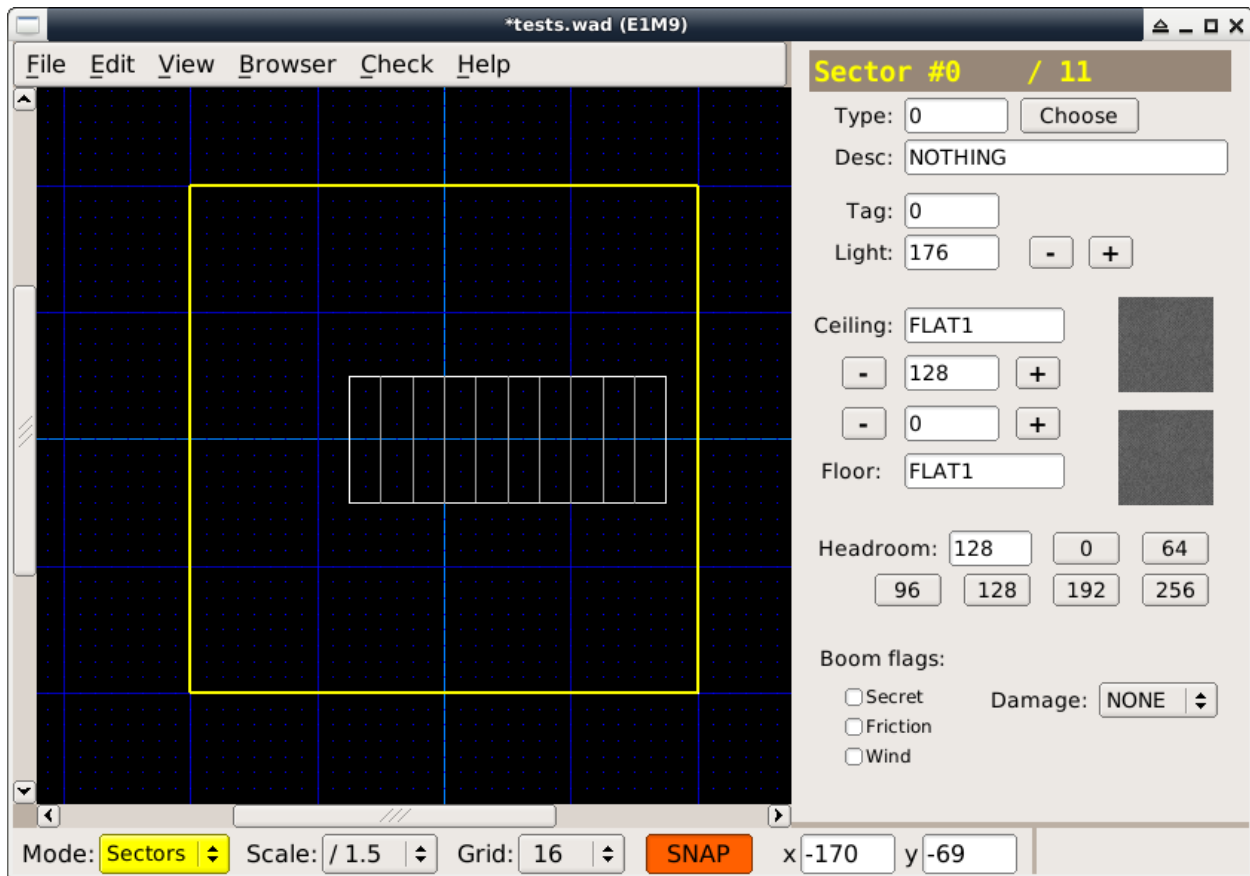 *tests.wad (E1M9)
File Edit View Browser Check Help
Sector #0 / 11
Type: 0 Choose
Desc: NOTHING
Tag: 0
Light: 176 - +
Ceiling: FLAT1
- 128 +
- 0 +
Floor: FLAT1
Headroom: 128 0 64
96 128 192 256
Boom flags:
Secret Damage: NONE
Friction
Wind
Mode: Sectors Scale: / 1.5 Grid: 16 SNAP x -170 y -69